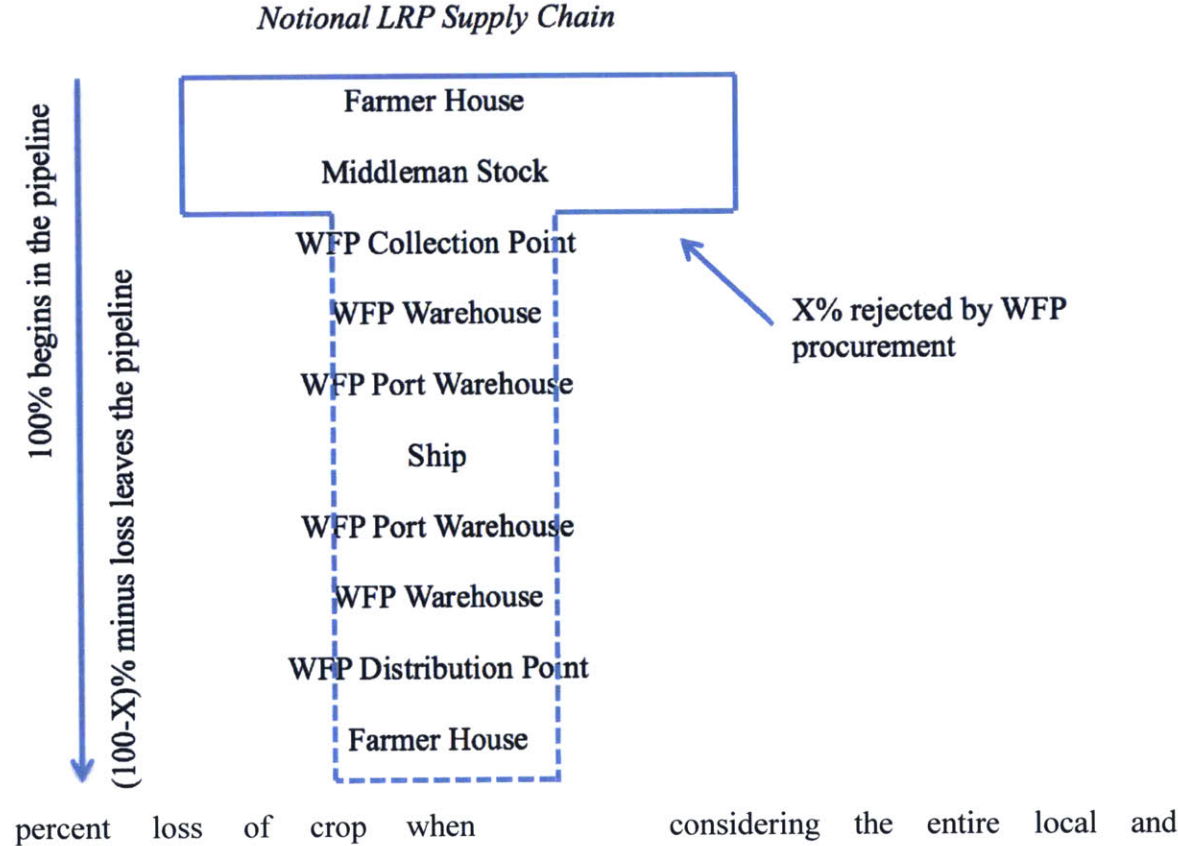 Notional LRP Supply Chain
100% begins in the pipeline
(100-X)% minus loss leaves the pipeline
Farmer House
Middleman Stock
WFP Collection Point
WFP Warehouse
X% rejected by WFP
procurement
WFP Port Warehouse
Ship
WFP Port Warehouse
WFP Warehouse
WFP Distribution Point
Farmer House
percent loss of crop when considering the entire local and